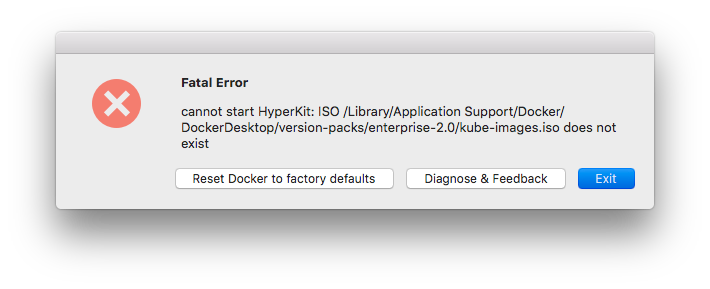 Fatal Error
cannot start HyperKit: ISO /Library/Application Support/Docker/
DockerDesktop/version-packs/enterprise-2.0/kube-images.iso does not
exist
Reset Docker to factory defaults
Diagnose & Feedback
Exit